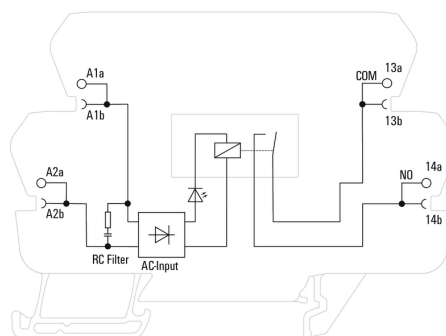 A1a
A1b
A2a
A2b
RC Filter
AC-Input
COM
13a
13b
14a
NO
14b